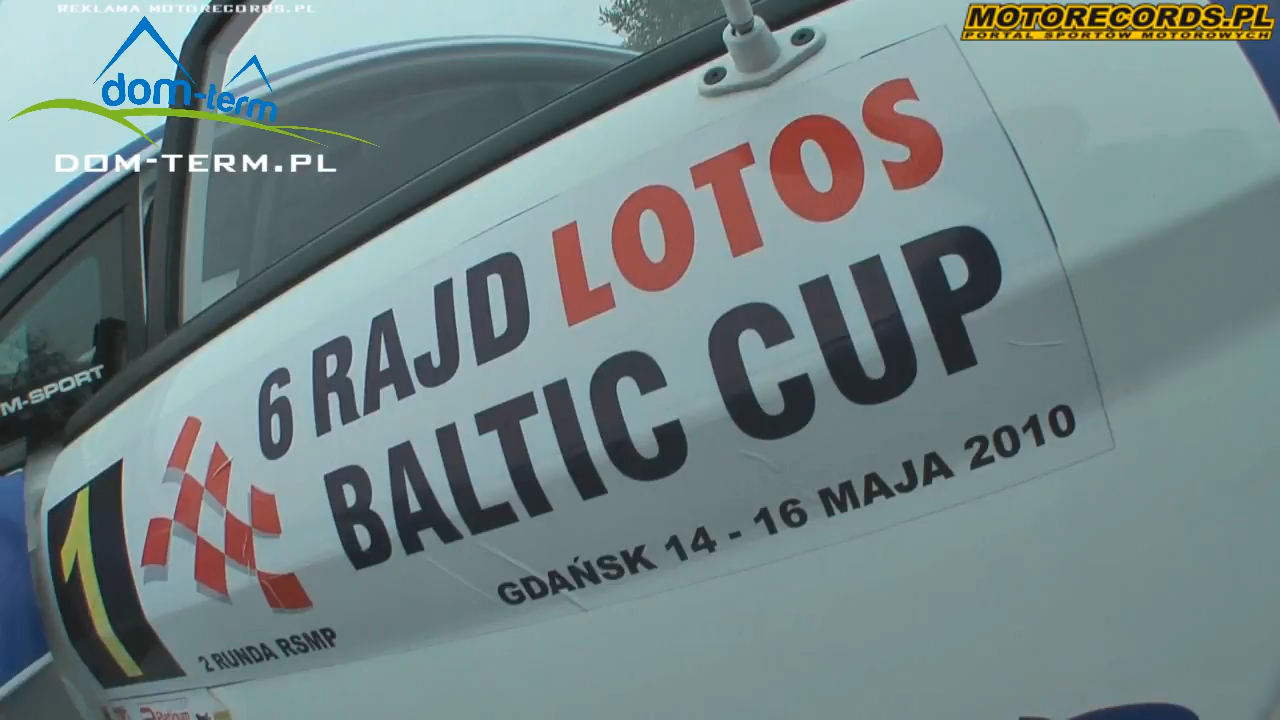 REKLAMA MOTORECORDS.PL
MOTORECORDS.PL
PORTAL SPORTÓW MOTOROWYCH
dom-term
DOM-TERM.PL
M-SPORT
6 RAJD LOTOS
BALTIC CUP
GDAŃSK 14 - 16 MAJA 2010
1
2 RUNDA RSMP